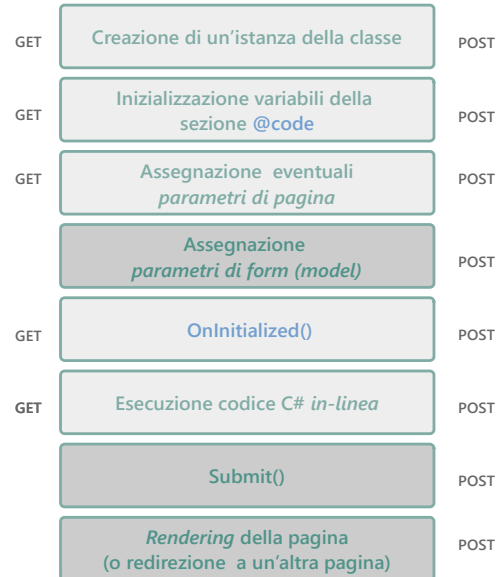 GET Creazione di un'istanza della classe POST
Inizializzazione variabili della
GET sezione @code POST
GET Assegnazione eventuali POST
parametri di pagina
Assegnazione
parametri di form (model) POST
GET OnInitialized() POST
GET Esecuzione codice C# in-linea POST
Submit() POST
Rendering della pagina POST
(o redirezione a un'altra pagina)